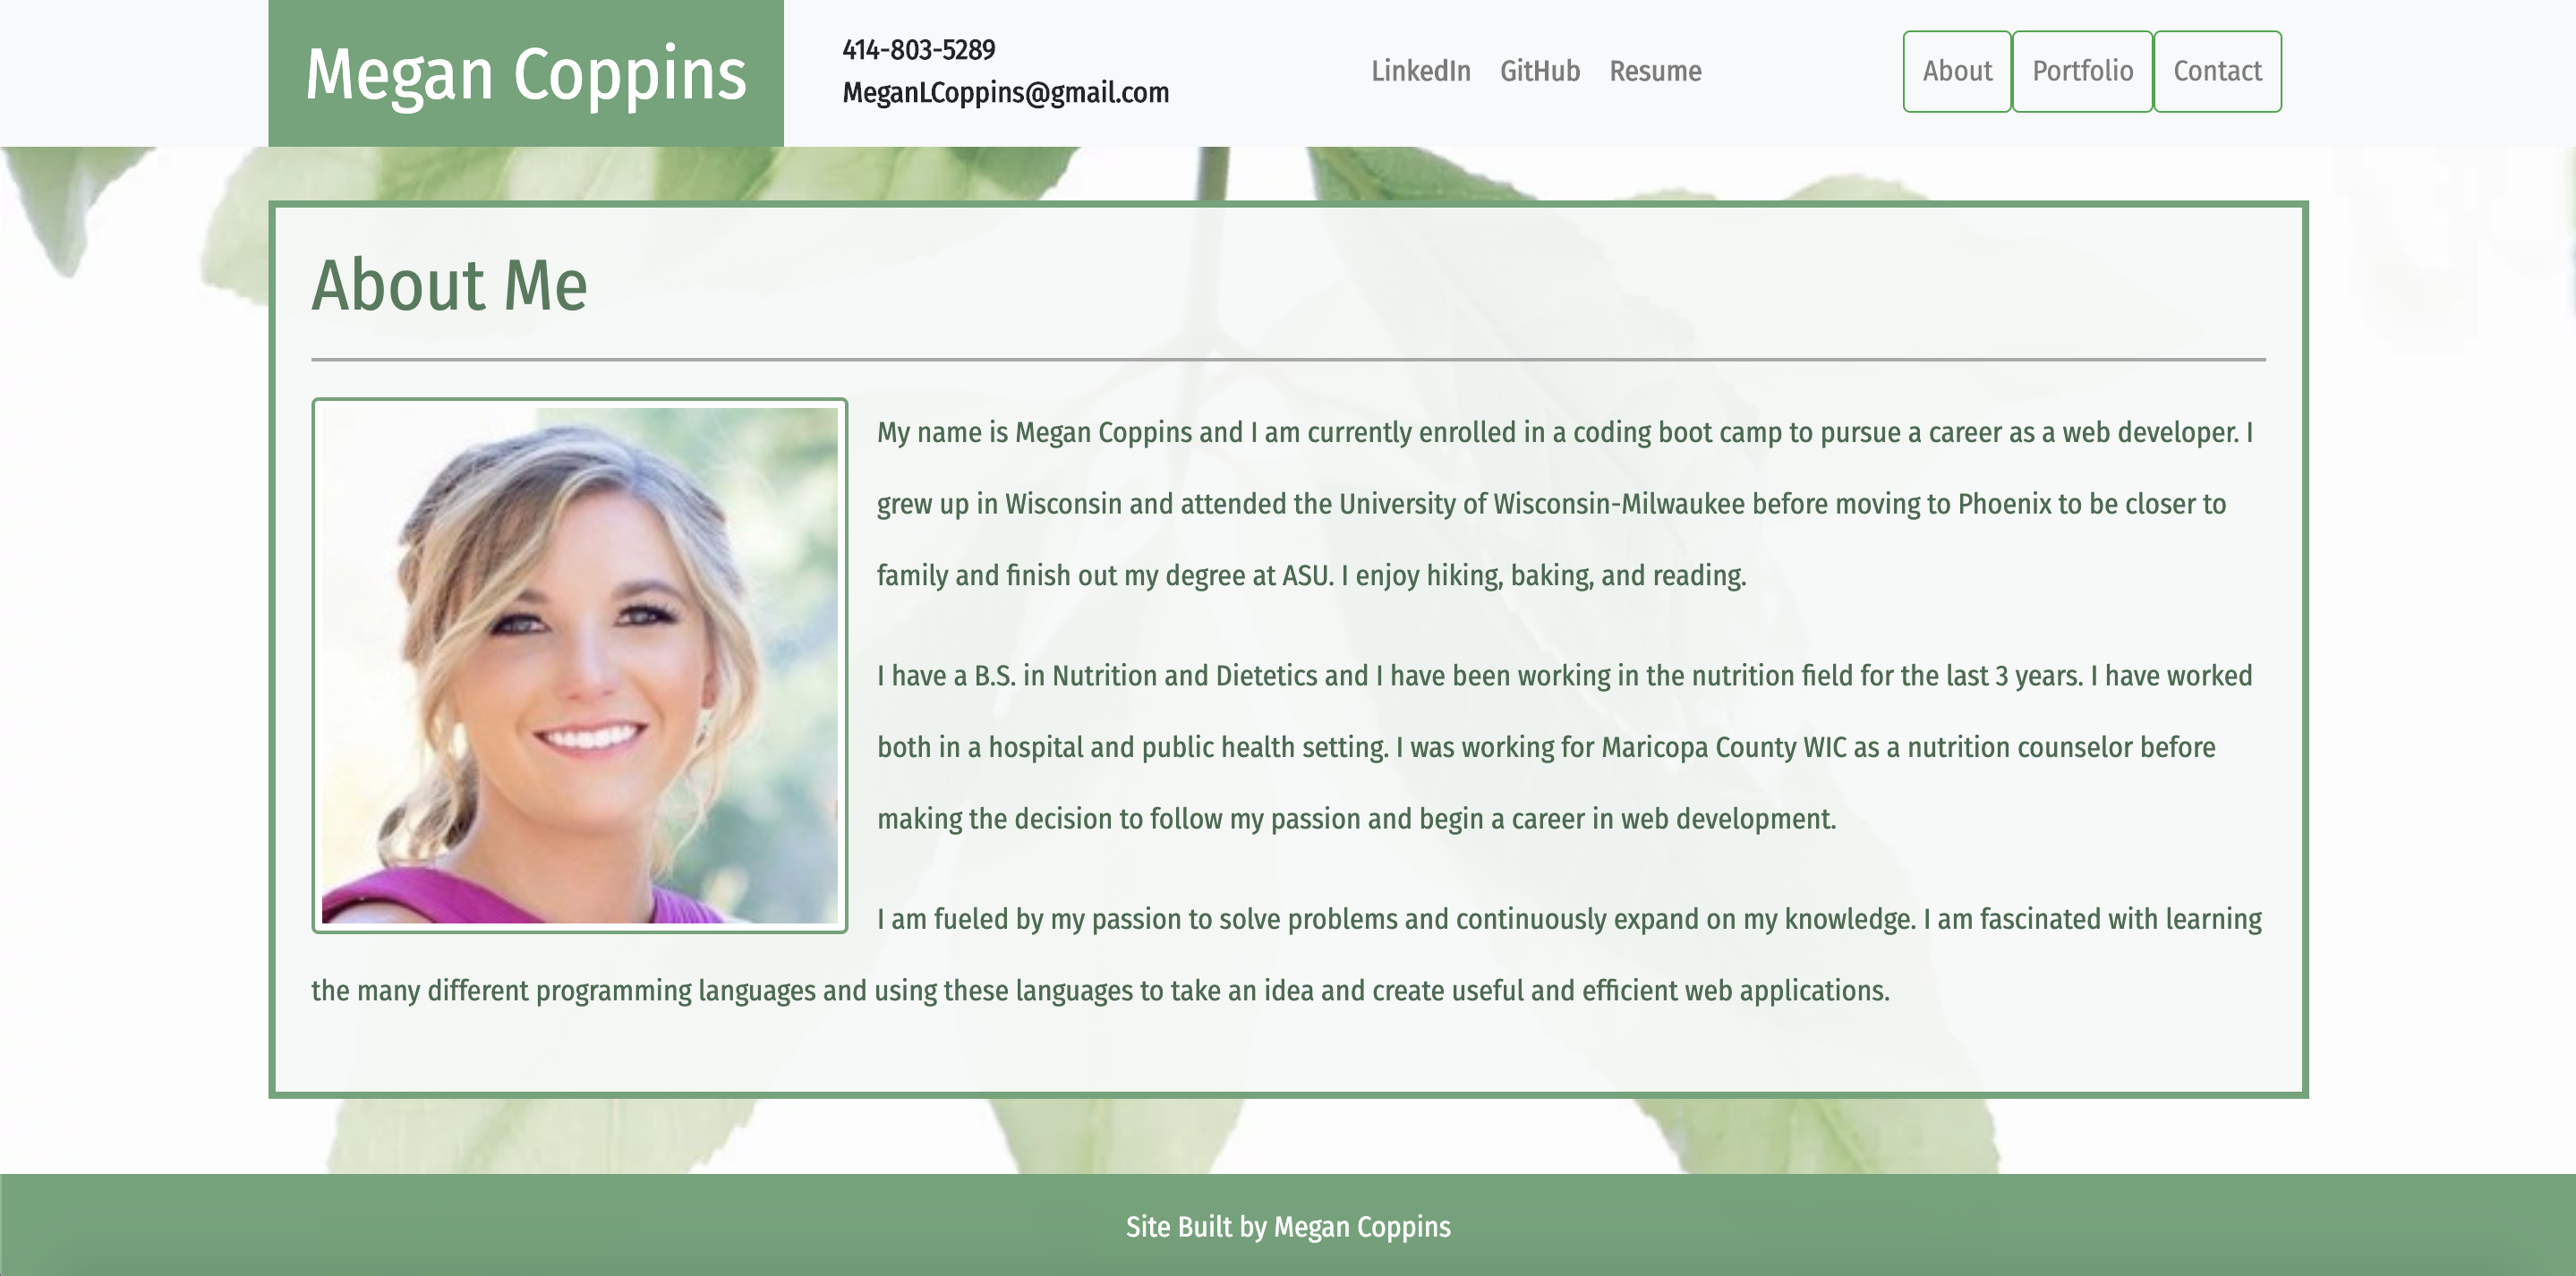 Megan Coppins
414-803-5289
MeganLCoppins@gmail.com
LinkedIn GitHub Resume
About Portfolio Contact
About Me
My name is Megan Coppins and I am currently enrolled in a coding boot camp to pursue a career as a web developer. I
grew up in Wisconsin and attended the University of Wisconsin-Milwaukee before moving to Phoenix to be closer to
family and finish out my degree at ASU. I enjoy hiking, baking, and reading.
I have a B.S. in Nutrition and Dietetics and I have been working in the nutrition field for the last 3 years. I have worked
both in a hospital and public health setting. I was working for Maricopa County WIC as a nutrition counselor before
making the decision to follow my passion and begin a career in web development.
I am fueled by my passion to solve problems and continuously expand on my knowledge. I am fascinated with learning
the many different programming languages and using these languages to take an idea and create useful and efficient web applications.
Site Built by Megan Coppins